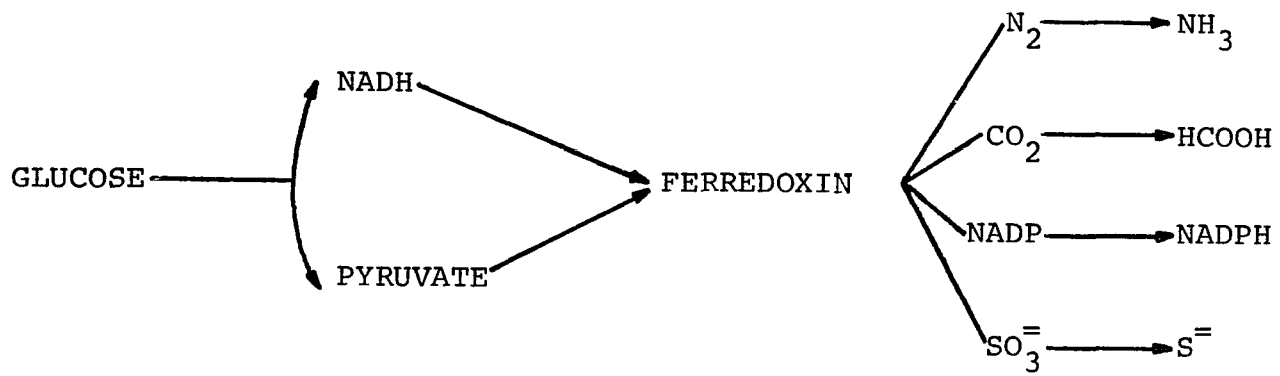 N₂ NH₃
NADH
CO₂ HCOOH
GLUCOSE FERREDOXIN
NADP NADPH
PYRUVATE
SO₃⁼ S⁼